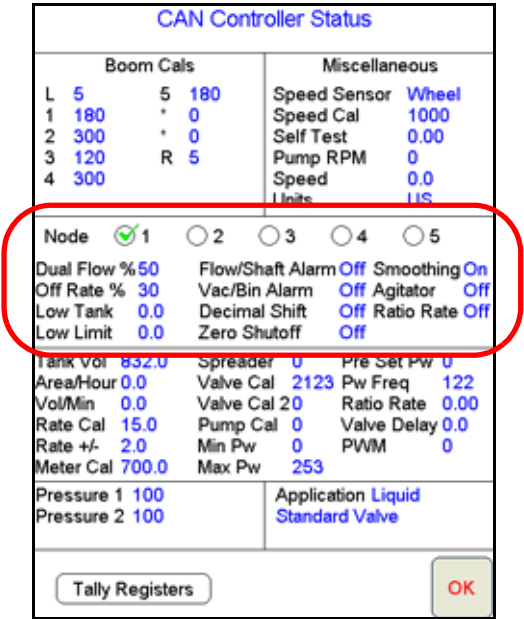 CAN Controller Status
Boom Cals
L 5 5 180
1 180 * 0
2 300 * 0
3 120 R 5
4 300
Miscellaneous
Speed Sensor Wheel
Speed Cal 1000
Self Test 0.00
Pump RPM 0
Speed 0.0
Units US
Node 1 2 3 4 5
Dual Flow % 50 Flow/Shaft Alarm Off Smoothing On
Off Rate % 30 Vac/Bin Alarm Off Agitator Off
Low Tank 0.0 Decimal Shift Off Ratio Rate Off
Low Limit 0.0 Zero Shutoff Off
Tank Vol 832.0 Spreader 0 Pre Set Pw 0
Area/Hour 0.0 Valve Cal 2123 Pw Freq 122
Vol/Min 0.0 Valve Cal 2 0 Ratio Rate 0.00
Rate Cal 15.0 Pump Cal 0 Valve Delay 0.0
Rate +/- 2.0 Min Pw 0 PWM 0
Meter Cal 700.0 Max Pw 253
Pressure 1 100
Pressure 2 100
Application Liquid
Standard Valve
Tally Registers
OK